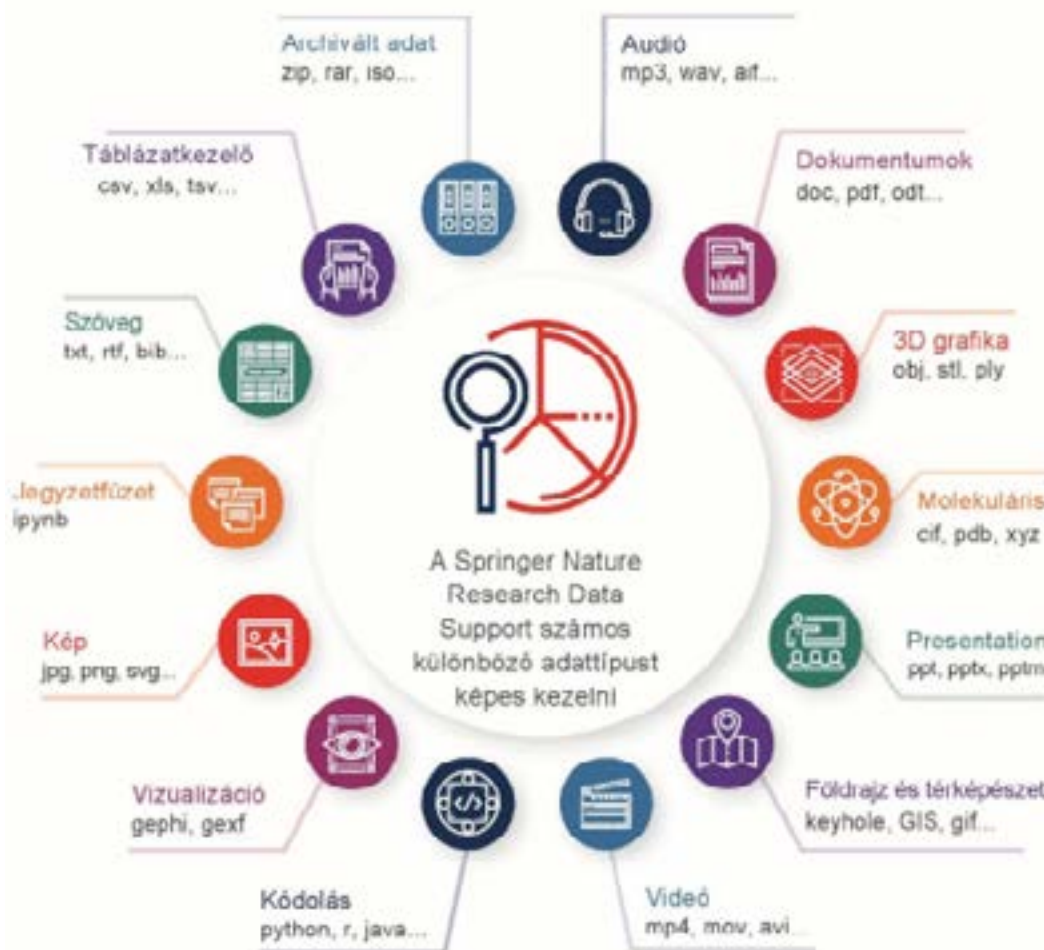 Archivált adat
zip, rar, iso...
Audió
mp3, wav, aif...
Táblázatkezelő
csv, xls, tsv...
Dokumentumok
doc, pdf, odt...
Szöveg
txt, rtf, bib...
3D grafika
obj, stl, ply
Jegyzetfüzet
ipynb
Molekuláris
cif, pdb, xyz
A Springer Nature
Research Data
Support számos
különböző adattípust
képes kezelni
Kép
jpg, png, svg...
Presentation
ppt, pptx, pptm
Vizualizáció
gephi, gexf
Földrajz és térképészet
keyhole, GIS, gif...
Kódolás
python, r, java...
Videó
mp4, mov, avi...